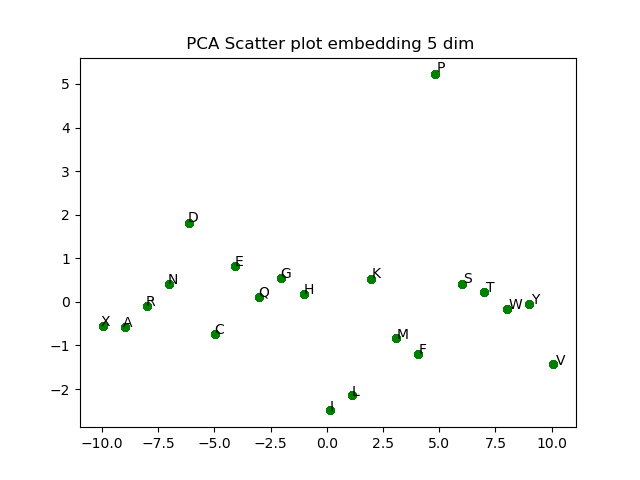 PCA Scatter plot embedding 5 dim
P
5
4
3
2
D
1
E
G
K
N
S
Q
H
T
0
R
W
Y
X
A
C
M
−1
F
V
L
−2
I
−10.0 −7.5 −5.0 −2.5 0.0 2.5 5.0 7.5 10.0